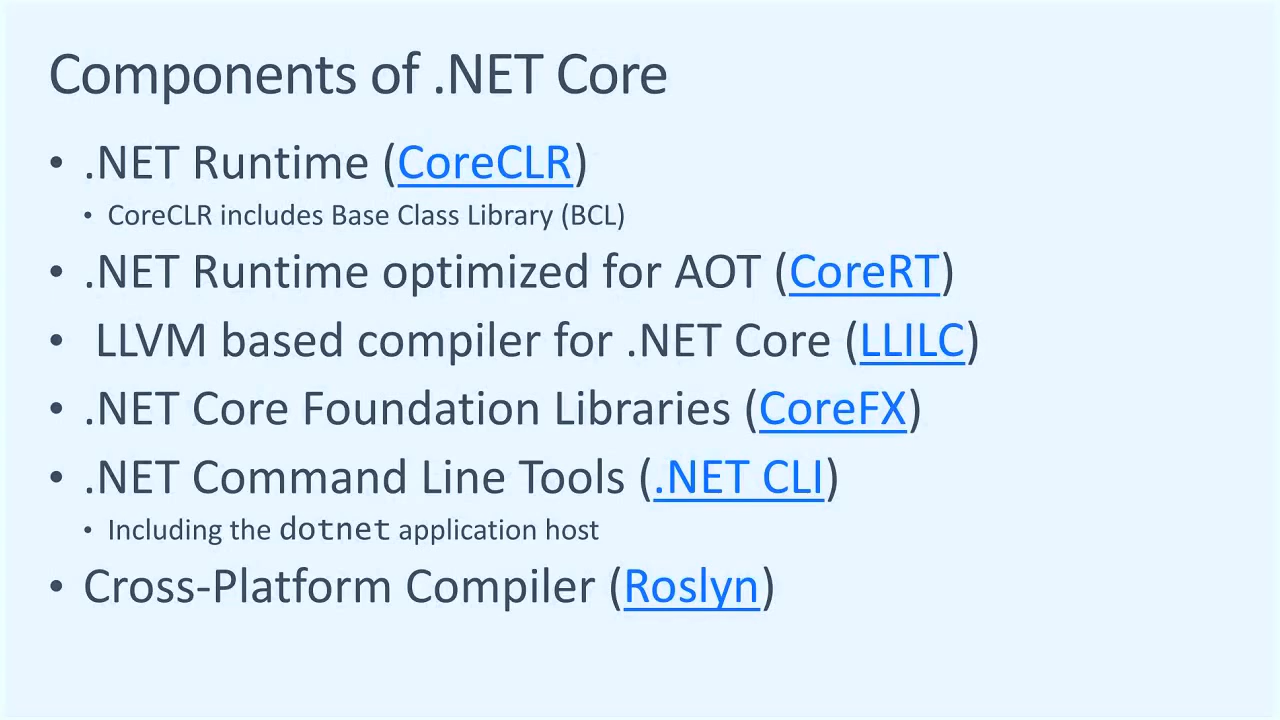 Components of .NET Core
• .NET Runtime (CoreCLR)
• CoreCLR includes Base Class Library (BCL)
• .NET Runtime optimized for AOT (CoreRT)
• LLVM based compiler for .NET Core (LLILC)
• .NET Core Foundation Libraries (CoreFX)
• .NET Command Line Tools (.NET CLI)
• Including the dotnet application host
• Cross-Platform Compiler (Roslyn)